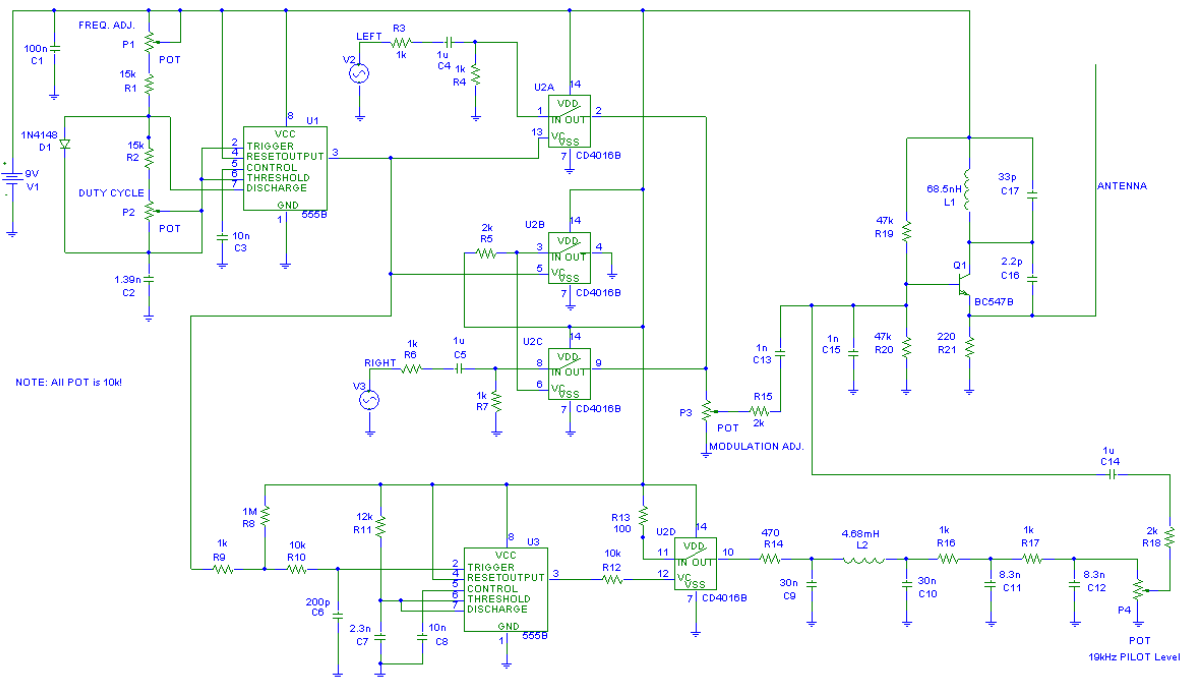 FREQ. ADJ.
P1
POT
100n
C1
15k
R1
1N4148
D1
15k
R2
DUTY CYCLE
P2
POT
9V
V1
1.39n
C2
10n
C3
U1
8
VCC
2 TRIGGER
4 RESETOUTPUT 3
5 CONTROL
6 THRESHOLD
7 DISCHARGE
GND
1
555B
LEFT
V2
R3
1k
1u
C4
1k
R4
U2A
14
VDD
1 IN OUT 2
13 VC
VSS
7 CD4016B
2k
R5
U2B
14
VDD
3 IN OUT 4
5 VC
VSS
7 CD4016B
RIGHT
V3
1k
R6
1u
C5
1k
R7
U2C
14
VDD
8 IN OUT 9
6 VC
VSS
7 CD4016B
NOTE: All POT is 10k!
P3
POT
MODULATION ADJ.
R15
2k
1n
C13
1n
C15
47k
R19
47k
R20
220
R21
68.5nH
L1
33p
C17
2.2p
C16
Q1
BC547B
ANTENNA
1u
C14
2k
R18
1M
R8
1k
R9
10k
R10
200p
C6
12k
R11
2.3n
C7
10n
C8
U3
8
VCC
2 TRIGGER
4 RESETOUTPUT 3
5 CONTROL
6 THRESHOLD
7 DISCHARGE
GND
1
555B
10k
R12
R13
100
U2D
14
VDD
11 IN OUT 10
12 VC
VSS
7 CD4016B
470
R14
30n
C9
4.68mH
L2
30n
C10
1k
R16
8.3n
C11
1k
R17
8.3n
C12
P4
POT
19kHz PILOT Level